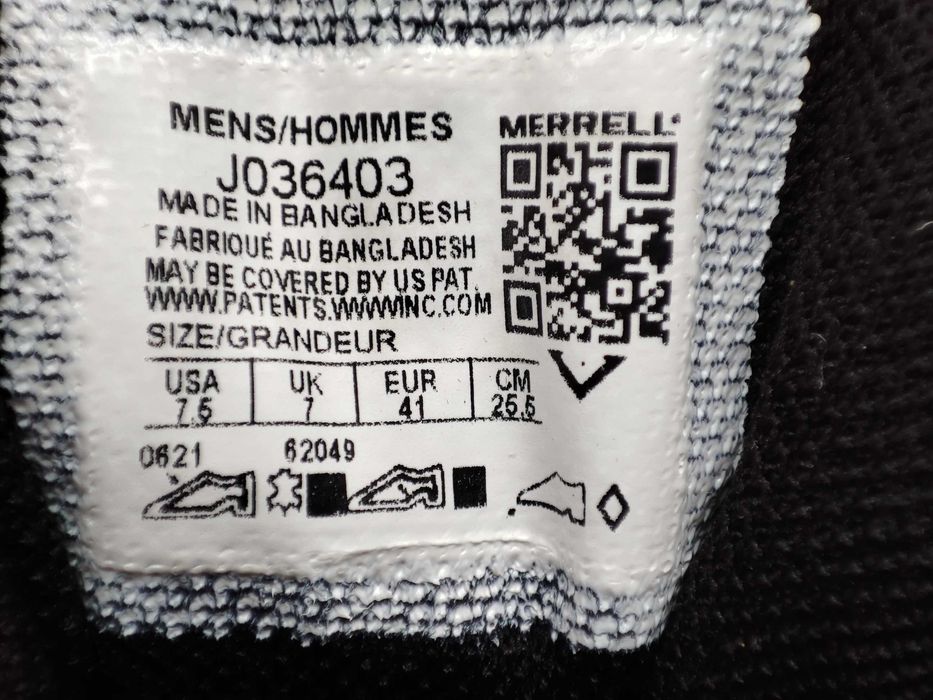 MENS/HOMMES
MERRELL
J036403
MADE IN BANGLADESH
FABRIQUÉ AU BANGLADESH
MAY BE COVERED BY US PAT.
WWW.PATENTS.WWWINC.COM
SIZE/GRANDEUR
USA UK EUR CM
7.5 7 41 25.5
0621 62049